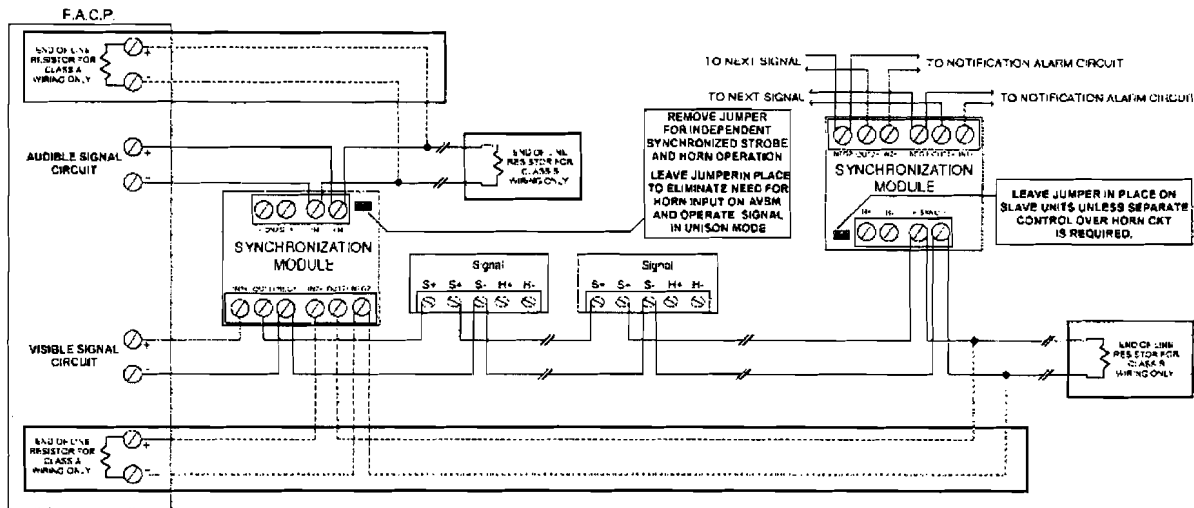 F.A.C.P.
END OF LINE
RESISTOR FOR
CLASS A
WIRING ONLY
+
-
AUDIBLE SIGNAL
CIRCUIT
+
-
END OF LINE
RESISTOR FOR
CLASS B
WIRING ONLY
SYNCHRONIZATION
MODULE
REMOVE JUMPER
FOR INDEPENDENT
SYNCHRONIZED STROBE
AND HORN OPERATION
LEAVE JUMPER IN PLACE
TO ELIMINATE NEED FOR
HORN INPUT ON AVSM
AND OPERATE SIGNAL
IN UNISON MODE
TO NEXT SIGNAL
TO NOTIFICATION ALARM CIRCUIT
TO NEXT SIGNAL
TO NOTIFICATION ALARM CIRCUIT
SYNCHRONIZATION
MODULE
LEAVE JUMPER IN PLACE ON
SLAVE UNITS UNLESS SEPARATE
CONTROL OVER HORN CKT
IS REQUIRED.
Signal
S+ S+ S- H+ H-
Signal
S+ S+ S- H+ H-
VISIBLE SIGNAL
CIRCUIT
+
-
END OF LINE
RESISTOR FOR
CLASS B
WIRING ONLY
END OF LINE
RESISTOR FOR
CLASS A
WIRING ONLY
+
-